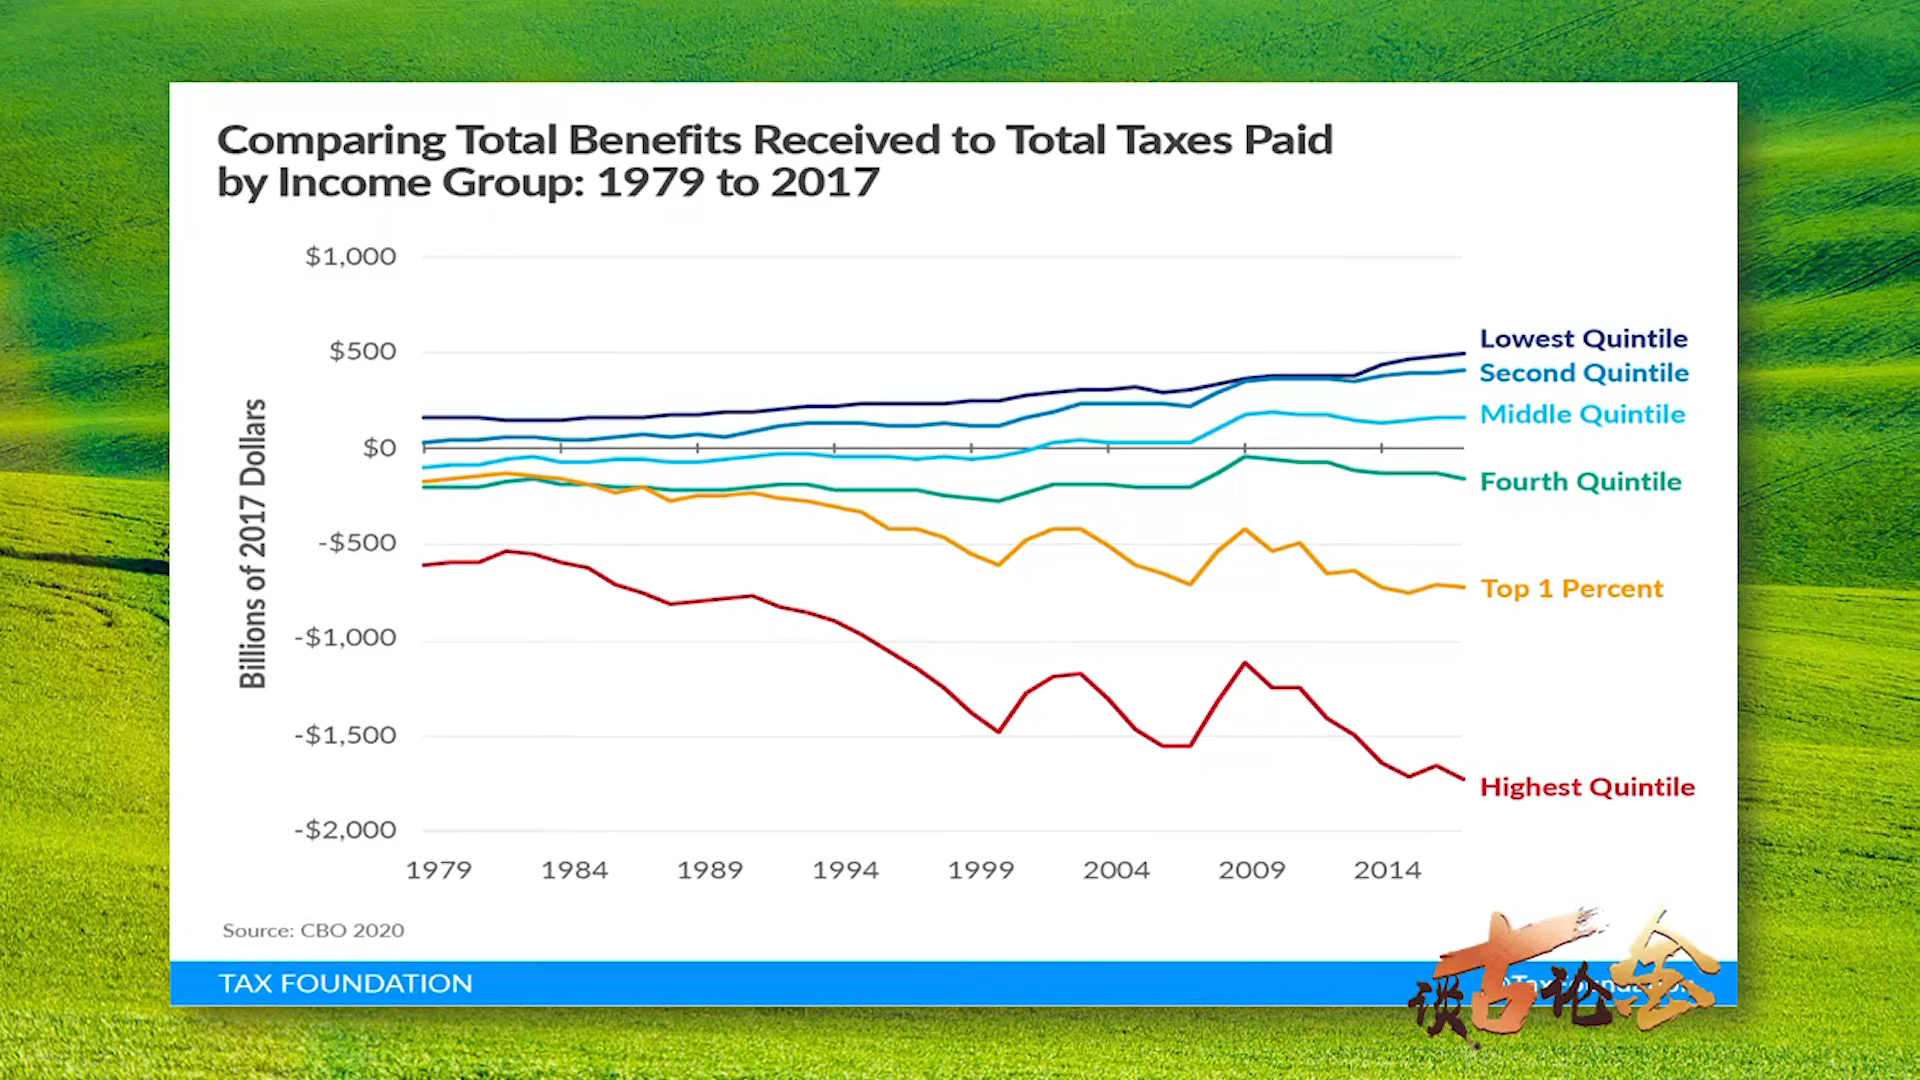 Comparing Total Benefits Received to Total Taxes Paid
by Income Group: 1979 to 2017
Billions of 2017 Dollars
$1,000
$500
$0
-$500
-$1,000
-$1,500
-$2,000
Lowest Quintile
Second Quintile
Middle Quintile
Fourth Quintile
Top 1 Percent
Highest Quintile
1979 1984 1989 1994 1999 2004 2009 2014
Source: CBO 2020
TAX FOUNDATION
谈古论金